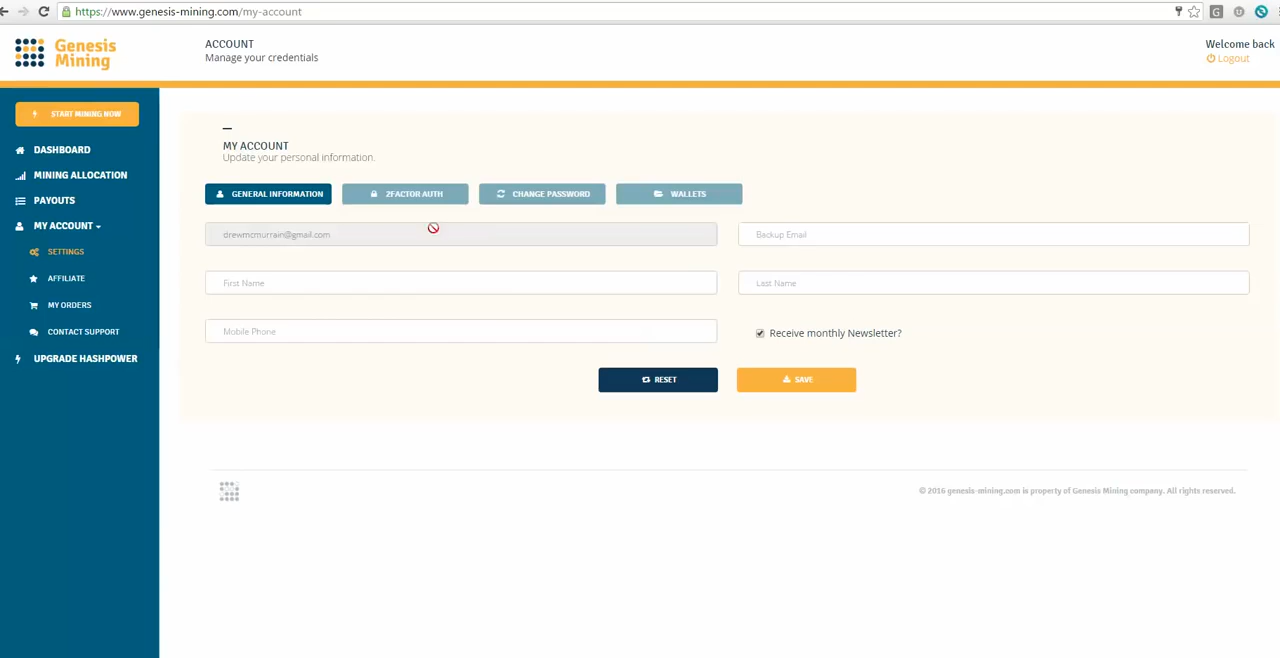 https://www.genesis-mining.com/my-account
Genesis
Mining
ACCOUNT
Manage your credentials
Welcome back
Logout
START MINING NOW
DASHBOARD
MINING ALLOCATION
PAYOUTS
MY ACCOUNT
SETTINGS
AFFILIATE
MY ORDERS
CONTACT SUPPORT
UPGRADE HASHPOWER
MY ACCOUNT
Update your personal information.
GENERAL INFORMATION
2FACTOR AUTH
CHANGE PASSWORD
WALLETS
drewmcmurrain@gmail.com
Backup Email
First Name
Last Name
Mobile Phone
Receive monthly Newsletter?
RESET
SAVE
© 2016 genesis-mining.com is property of Genesis Mining company. All rights reserved.